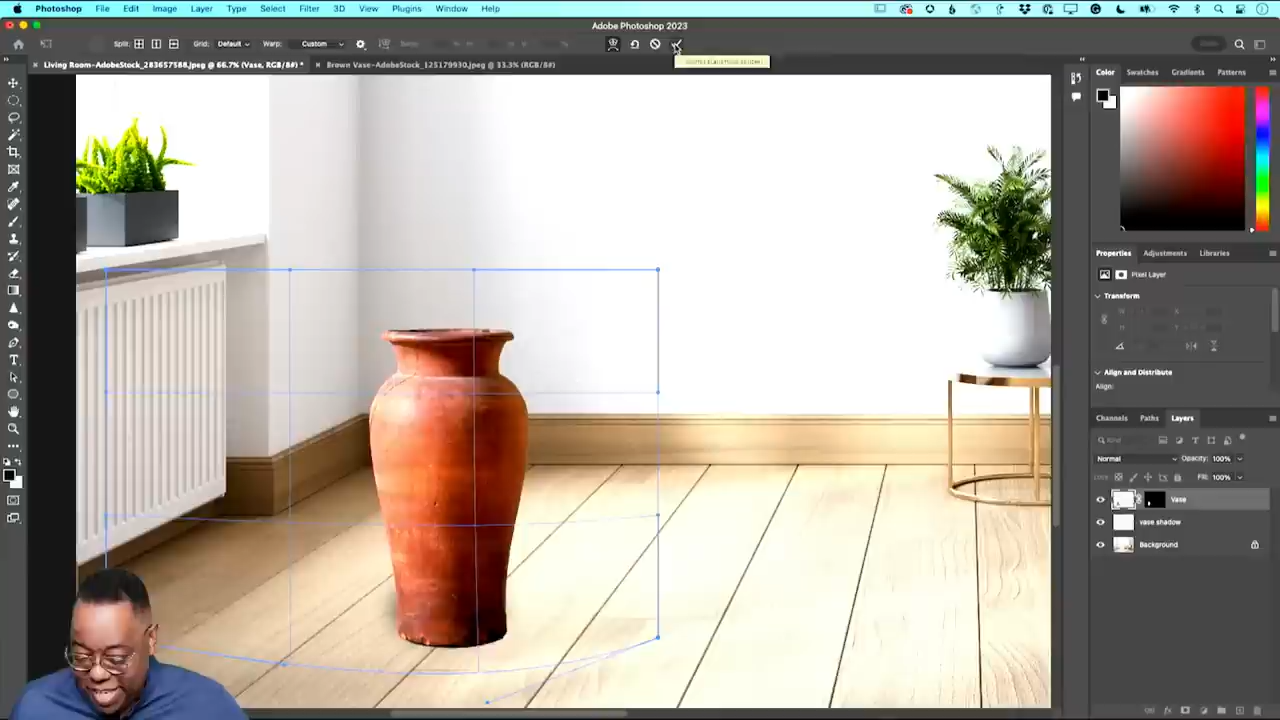 Photoshop File Edit Image Layer Type Select Filter 3D View Plugins Window Help
Adobe Photoshop 2023
Split: Grid: Default Warp: Custom
Living Room-AdobeStock_283657588.jpeg @ 66.7% (Vase, RGB/8#) *
Brown Vase-AdobeStock_125179930.jpeg @ 33.3% (RGB/8#)
Color Swatches Gradients Patterns
Properties Adjustments Libraries
Pixel Layer
Transform
Align and Distribute
Align:
Channels Paths Layers
Kind
Normal Opacity: 100%
Lock: Fill: 100%
Vase
vase shadow
Background